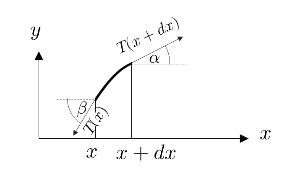 y
T(x + dx)
α
β
T(x)
x
x
x + dx